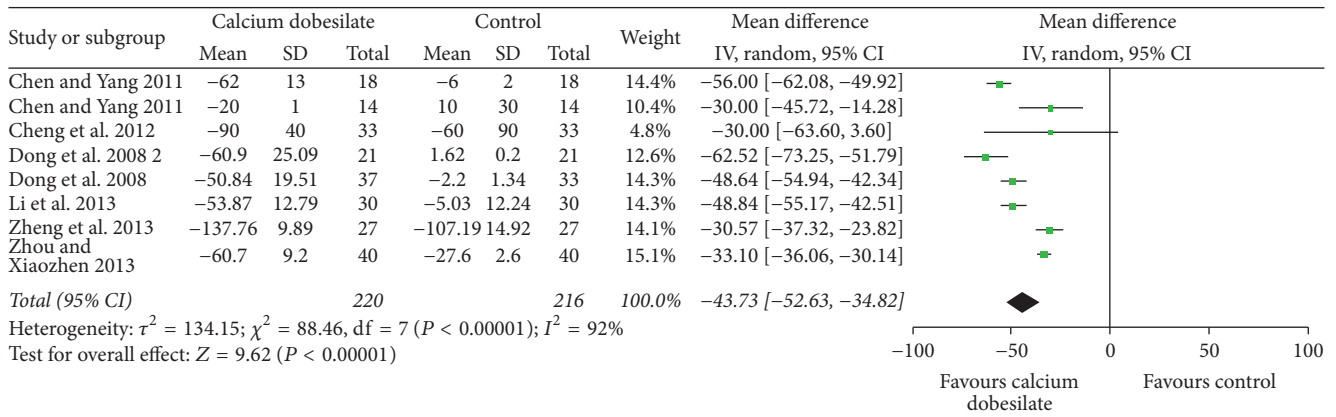 Study or subgroup Calcium dobesilate Control Weight Mean difference Mean difference
Mean SD Total Mean SD Total IV, random, 95% CI IV, random, 95% CI
Chen and Yang 2011 −62 13 18 −6 2 18 14.4% −56.00 [−62.08, −49.92]
Chen and Yang 2011 −20 1 14 10 30 14 10.4% −30.00 [−45.72, −14.28]
Cheng et al. 2012 −90 40 33 −60 90 33 4.8% −30.00 [−63.60, 3.60]
Dong et al. 2008 2 −60.9 25.09 21 1.62 0.2 21 12.6% −62.52 [−73.25, −51.79]
Dong et al. 2008 −50.84 19.51 37 −2.2 1.34 33 14.3% −48.64 [−54.94, −42.34]
Li et al. 2013 −53.87 12.79 30 −5.03 12.24 30 14.3% −48.84 [−55.17, −42.51]
Zheng et al. 2013 −137.76 9.89 27 −107.19 14.92 27 14.1% −30.57 [−37.32, −23.82]
Zhou and
Xiaozhen 2013 −60.7 9.2 40 −27.6 2.6 40 15.1% −33.10 [−36.06, −30.14]
Total (95% CI) 220 216 100.0% −43.73 [−52.63, −34.82]
Heterogeneity: τ² = 134.15; χ² = 88.46, df = 7 (P < 0.00001); I² = 92%
Test for overall effect: Z = 9.62 (P < 0.00001)
−100 −50 0 50 100
Favours calcium Favours control
dobesilate